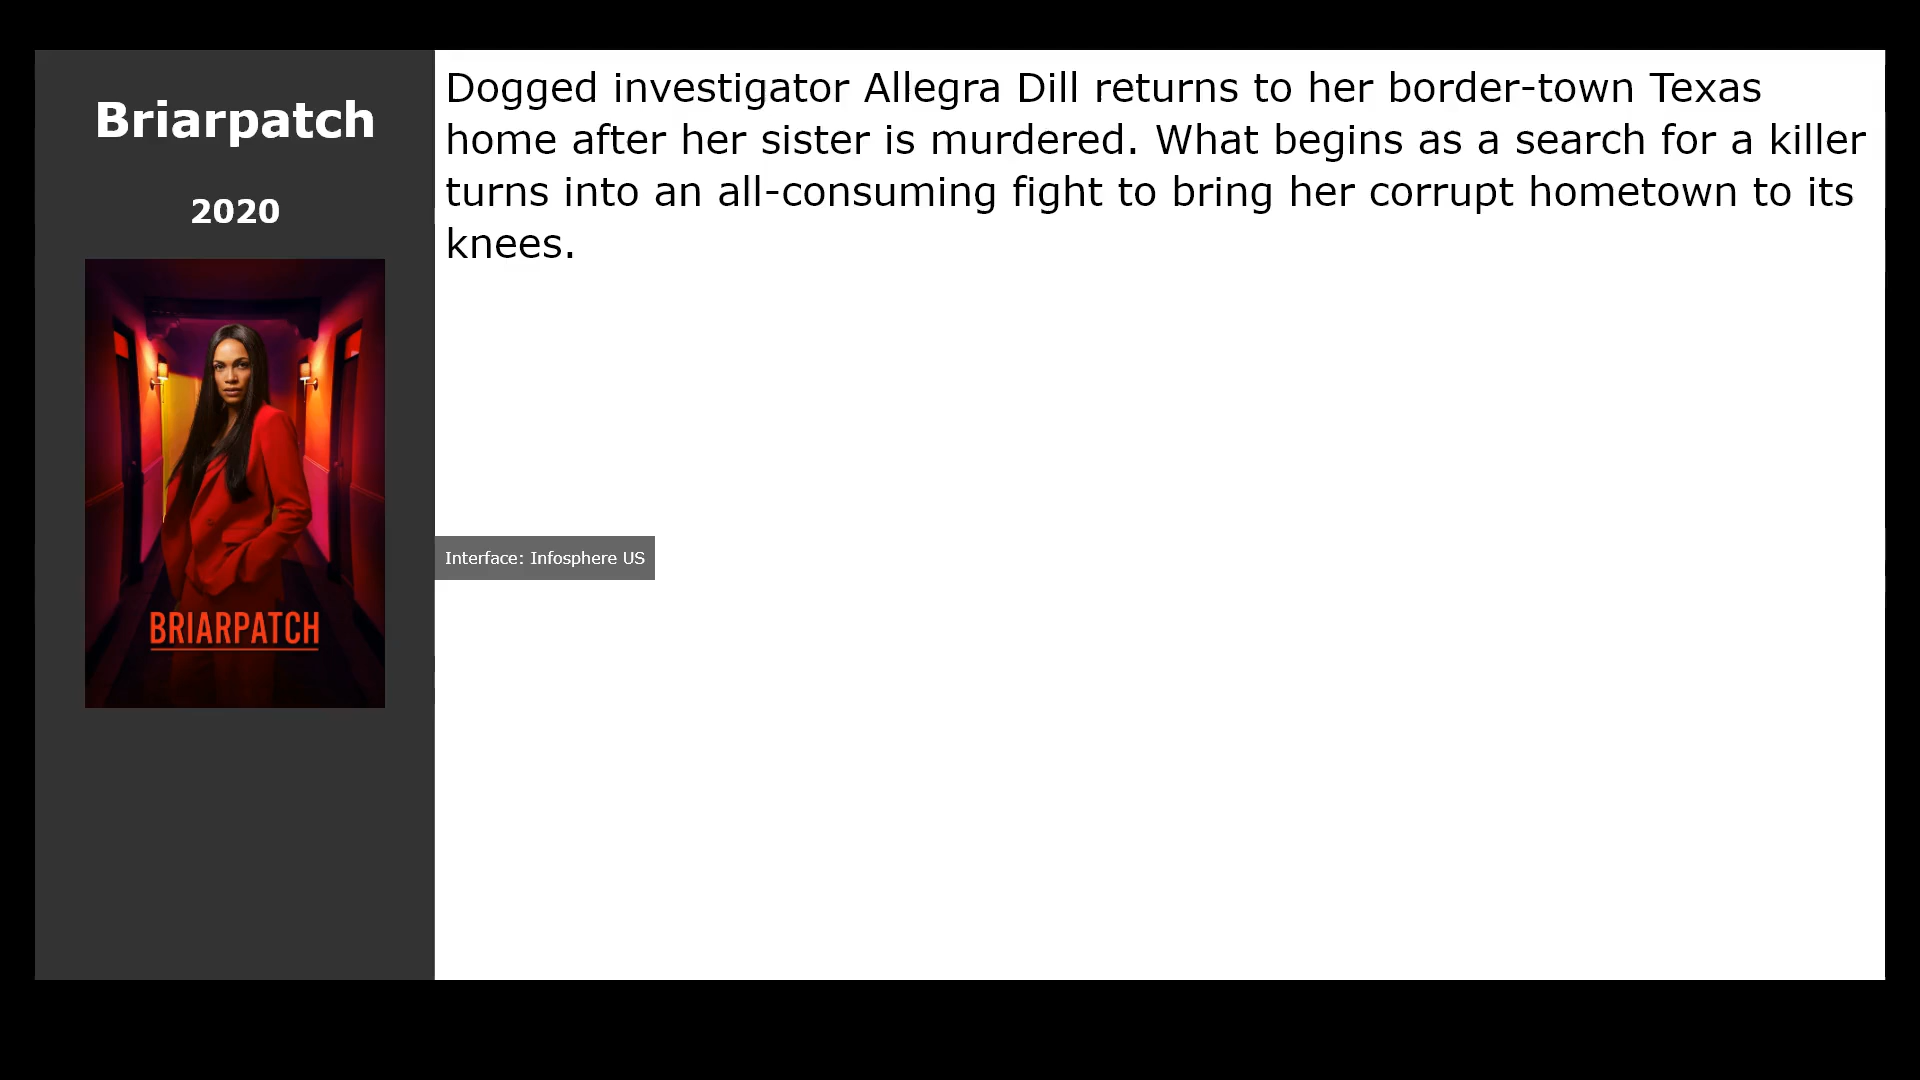 Briarpatch
2020
BRIARPATCH
Dogged investigator Allegra Dill returns to her border-town Texas
home after her sister is murdered. What begins as a search for a killer
turns into an all-consuming fight to bring her corrupt hometown to its
knees.
Interface: Infosphere US